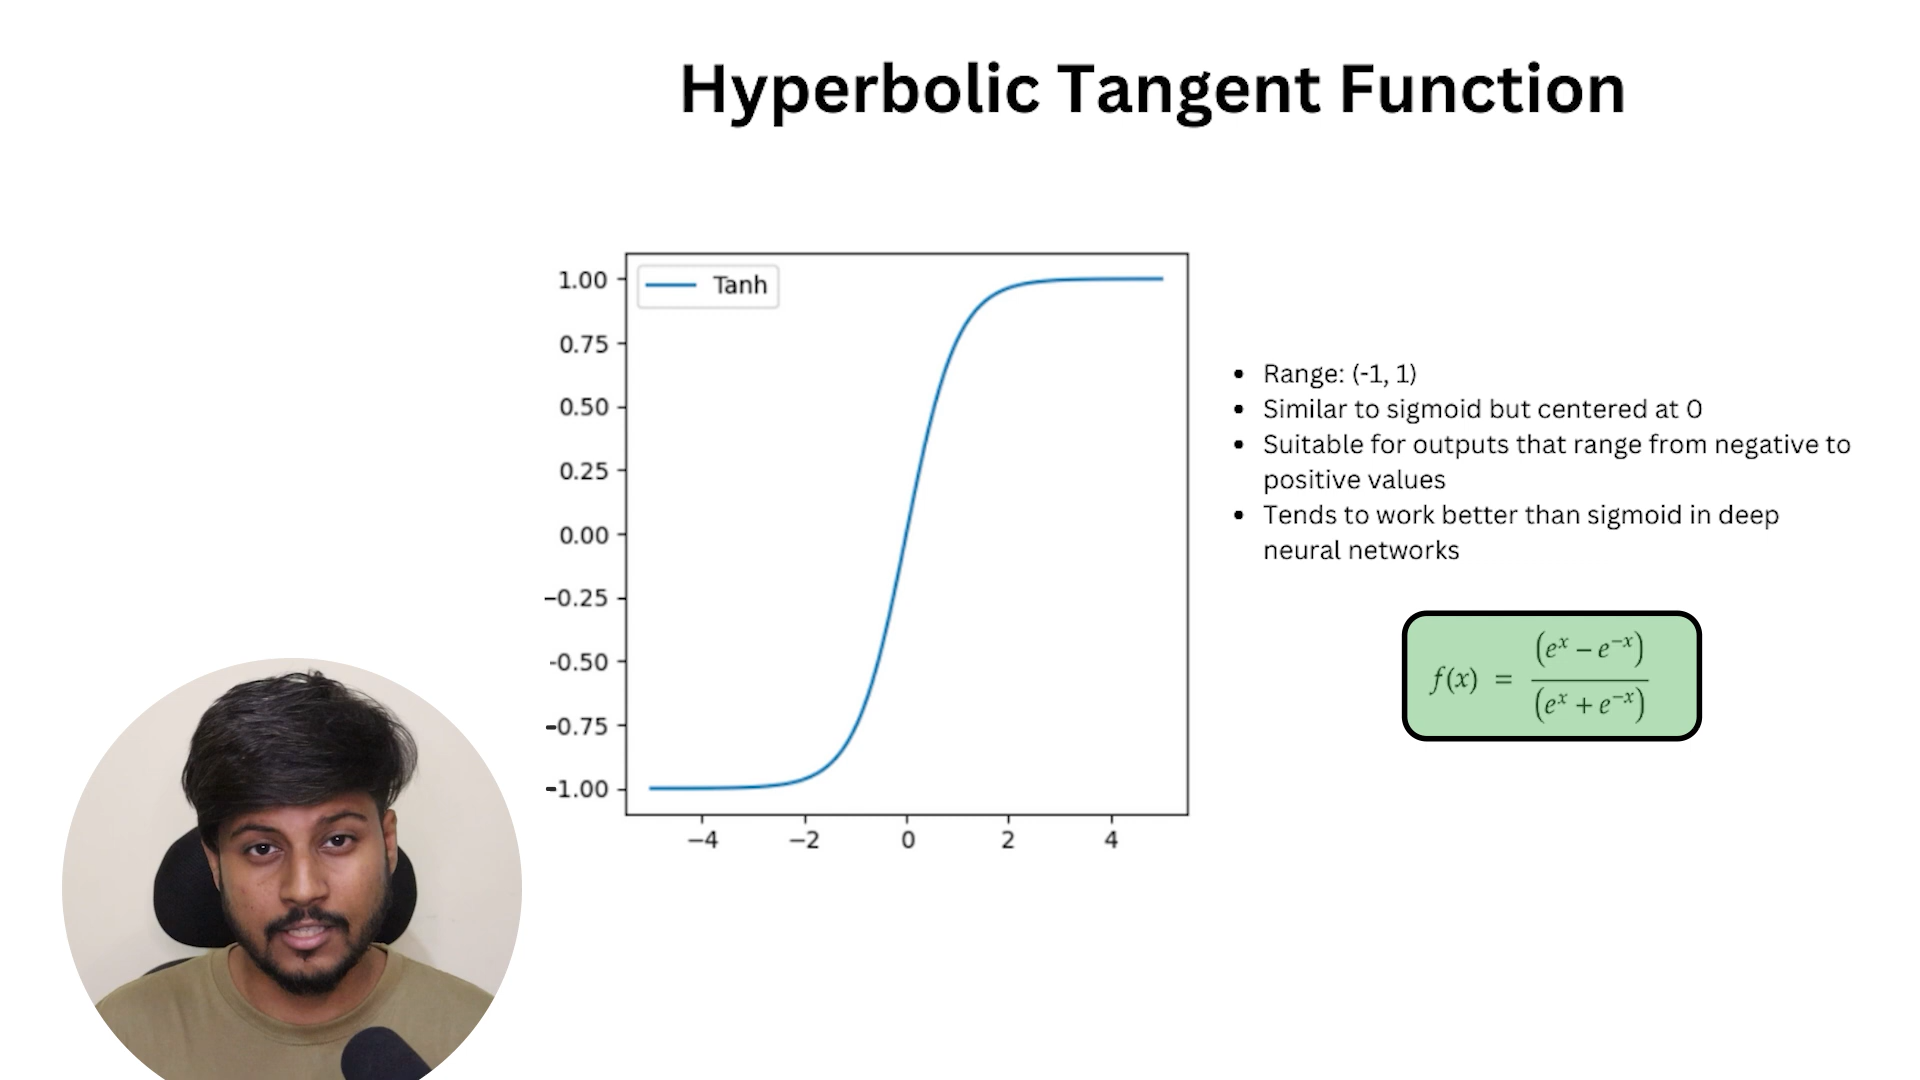 Hyperbolic Tangent Function
Tanh
1.00
0.75
0.50
0.25
0.00
−0.25
-0.50
-0.75
-1.00
−4 −2 0 2 4
• Range: (-1, 1)
• Similar to sigmoid but centered at 0
• Suitable for outputs that range from negative to
positive values
• Tends to work better than sigmoid in deep
neural networks
f(x) = (eˣ − e⁻ˣ) / (eˣ + e⁻ˣ)